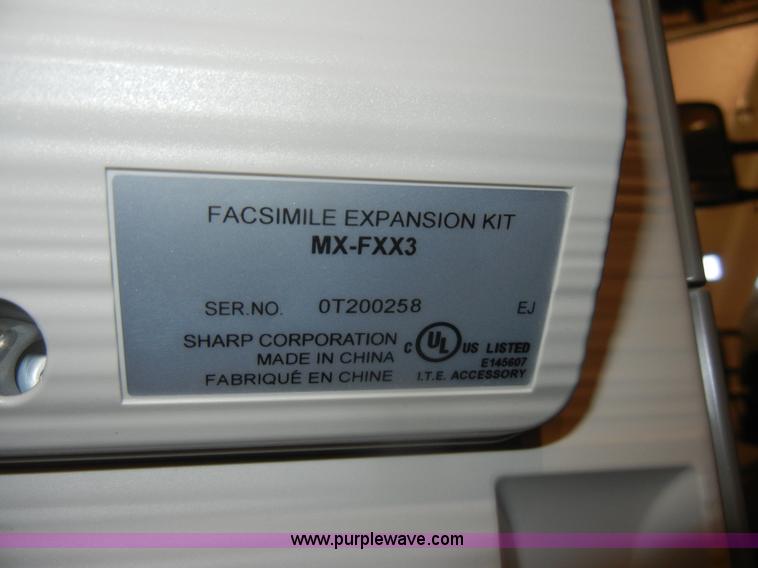 FACSIMILE EXPANSION KIT
MX-FXX3
SER.NO. 0T200258 EJ
SHARP CORPORATION
MADE IN CHINA
FABRIQUÉ EN CHINE
C UL US LISTED
E145607
I.T.E. ACCESSORY
www.purplewave.com